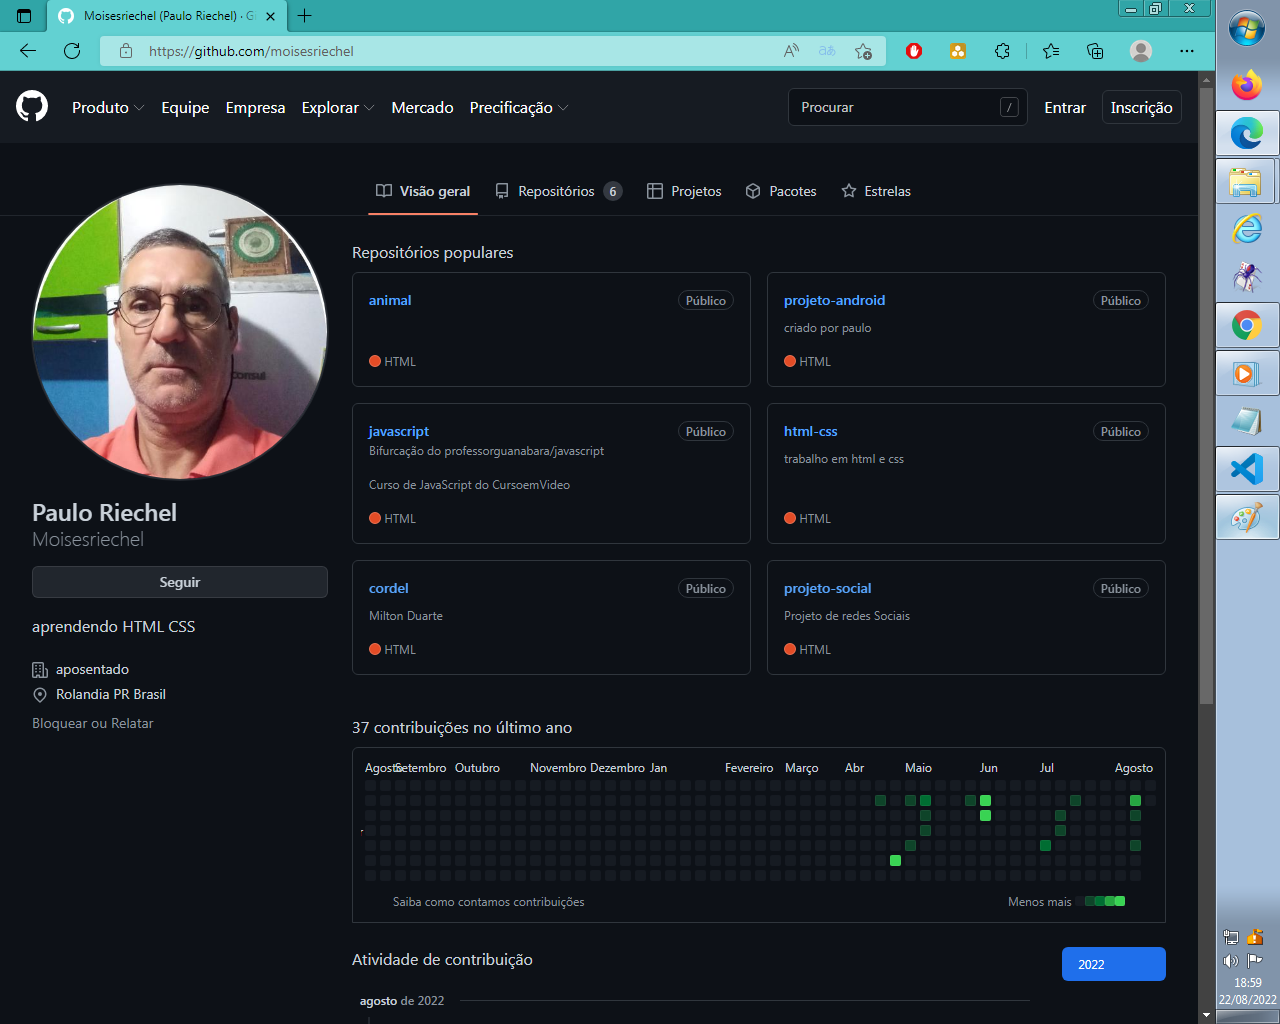 Moisesriechel (Paulo Riechel) · G
https://github.com/moisesriechel
Produto Equipe Empresa Explorar Mercado Precificação Procurar / Entrar Inscrição
Visão geral Repositórios 6 Projetos Pacotes Estrelas
Repositórios populares
animal Público
HTML
projeto-android Público
criado por paulo
HTML
javascript Público
Bifurcação do professorguanabara/javascript
Curso de JavaScript do CursoemVideo
HTML
html-css Público
trabalho em html e css
HTML
cordel Público
Milton Duarte
HTML
projeto-social Público
Projeto de redes Sociais
HTML
consul
Paulo Riechel
Moisesriechel
Seguir
aprendendo HTML CSS
aposentado
Rolandia PR Brasil
Bloquear ou Relatar
37 contribuições no último ano
Agosto Setembro Outubro Novembro Dezembro Jan Fevereiro Março Abr Maio Jun Jul Agosto
Saiba como contamos contribuições
Menos mais
Atividade de contribuição
2022
agosto de 2022
18:59
22/08/2022